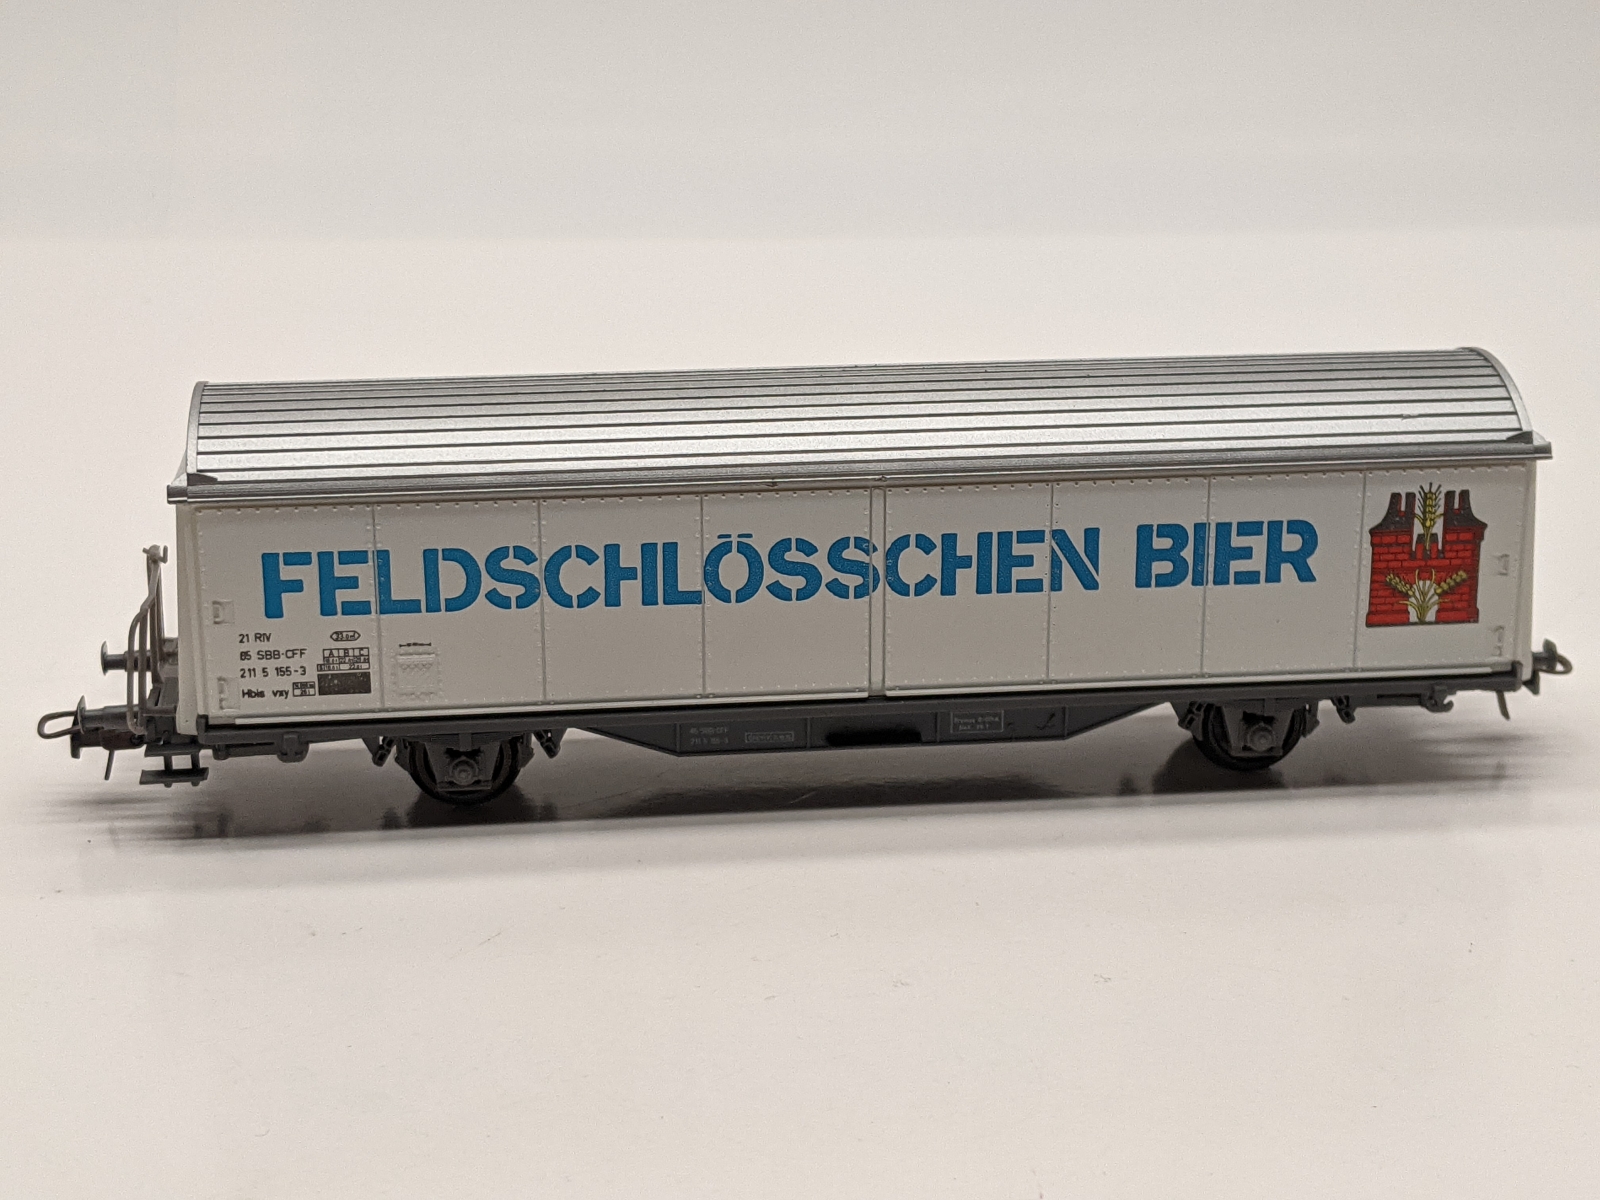 FELDSCHLÖSSCHEN BIER
21 RIV
85 SBB-CFF
211 5 155-3
Hbis vxy
A B C